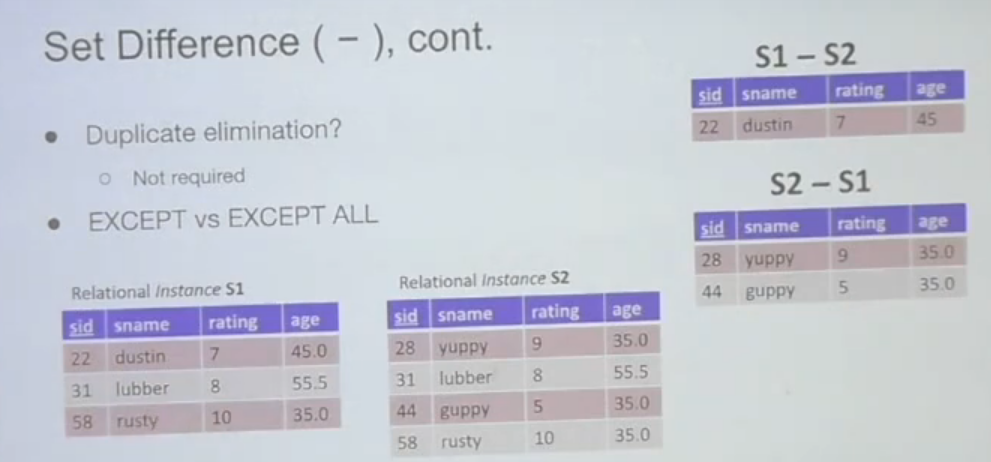 Set Difference ( − ), cont.
● Duplicate elimination?
○ Not required
● EXCEPT vs EXCEPT ALL
Relational Instance S1
sid sname rating age
22 dustin 7 45.0
31 lubber 8 55.5
58 rusty 10 35.0
Relational Instance S2
sid sname rating age
28 yuppy 9 35.0
31 lubber 8 55.5
44 guppy 5 35.0
58 rusty 10 35.0
S1 – S2
sid sname rating age
22 dustin 7 45
S2 – S1
sid sname rating age
28 yuppy 9 35.0
44 guppy 5 35.0